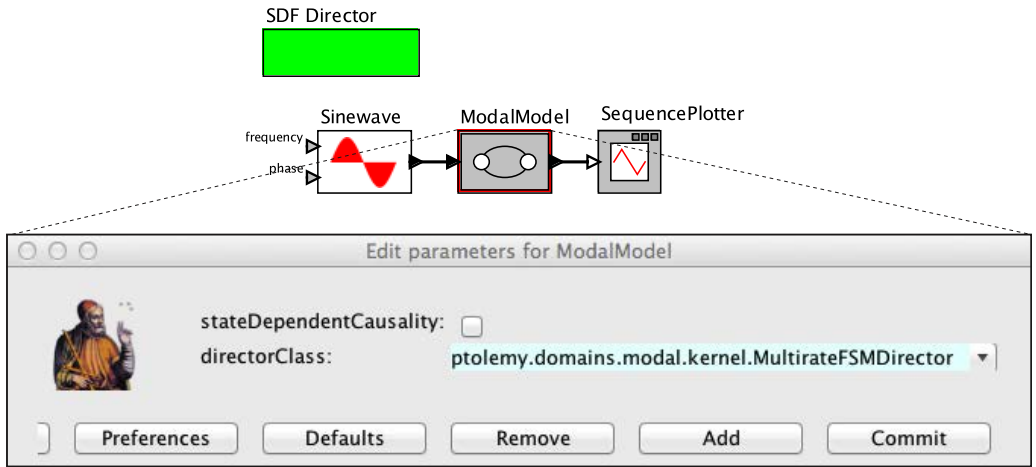 SDF Director
Sinewave
ModalModel
SequencePlotter
frequency
phase
Edit parameters for ModalModel
stateDependentCausality:
directorClass:
ptolemy.domains.modal.kernel.MultirateFSMDirector
Preferences
Defaults
Remove
Add
Commit